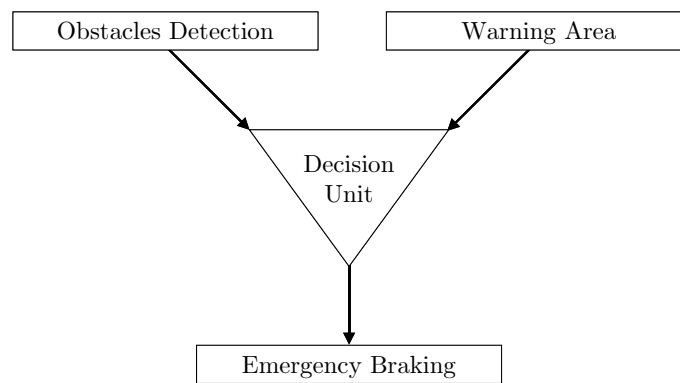 Obstacles Detection
Warning Area
Decision
Unit
Emergency Braking